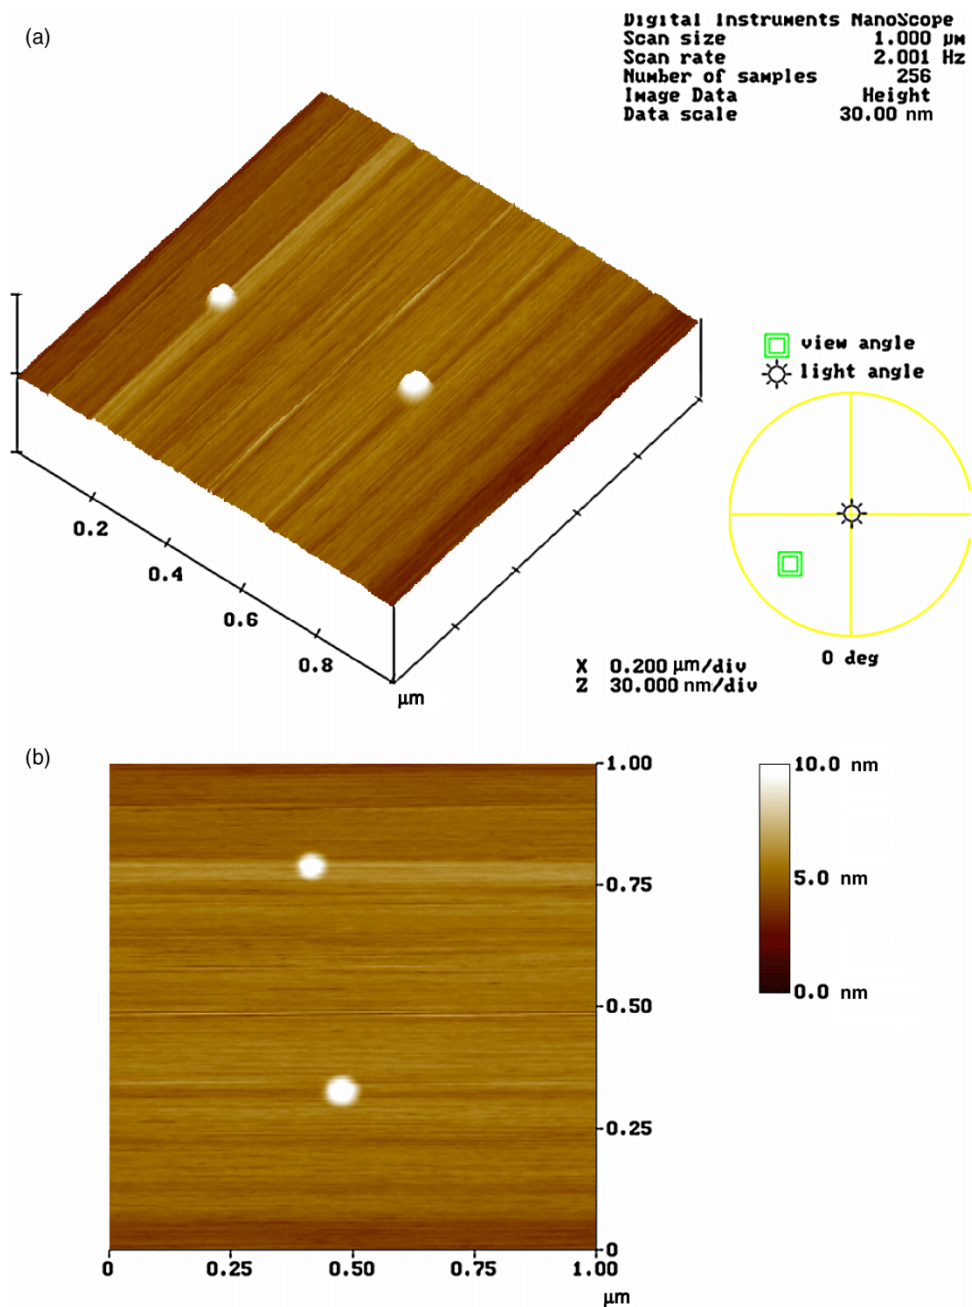 (a)
Digital Instruments NanoScope
Scan size 1.000 µm
Scan rate 2.001 Hz
Number of samples 256
Image Data Height
Data scale 30.00 nm
view angle
light angle
0.2
0.4
0.6
0.8
µm
0 deg
X 0.200 µm/div
Z 30.000 nm/div
(b)
1.00
0.75
0.50
0.25
0
0 0.25 0.50 0.75 1.00
µm
10.0 nm
5.0 nm
0.0 nm